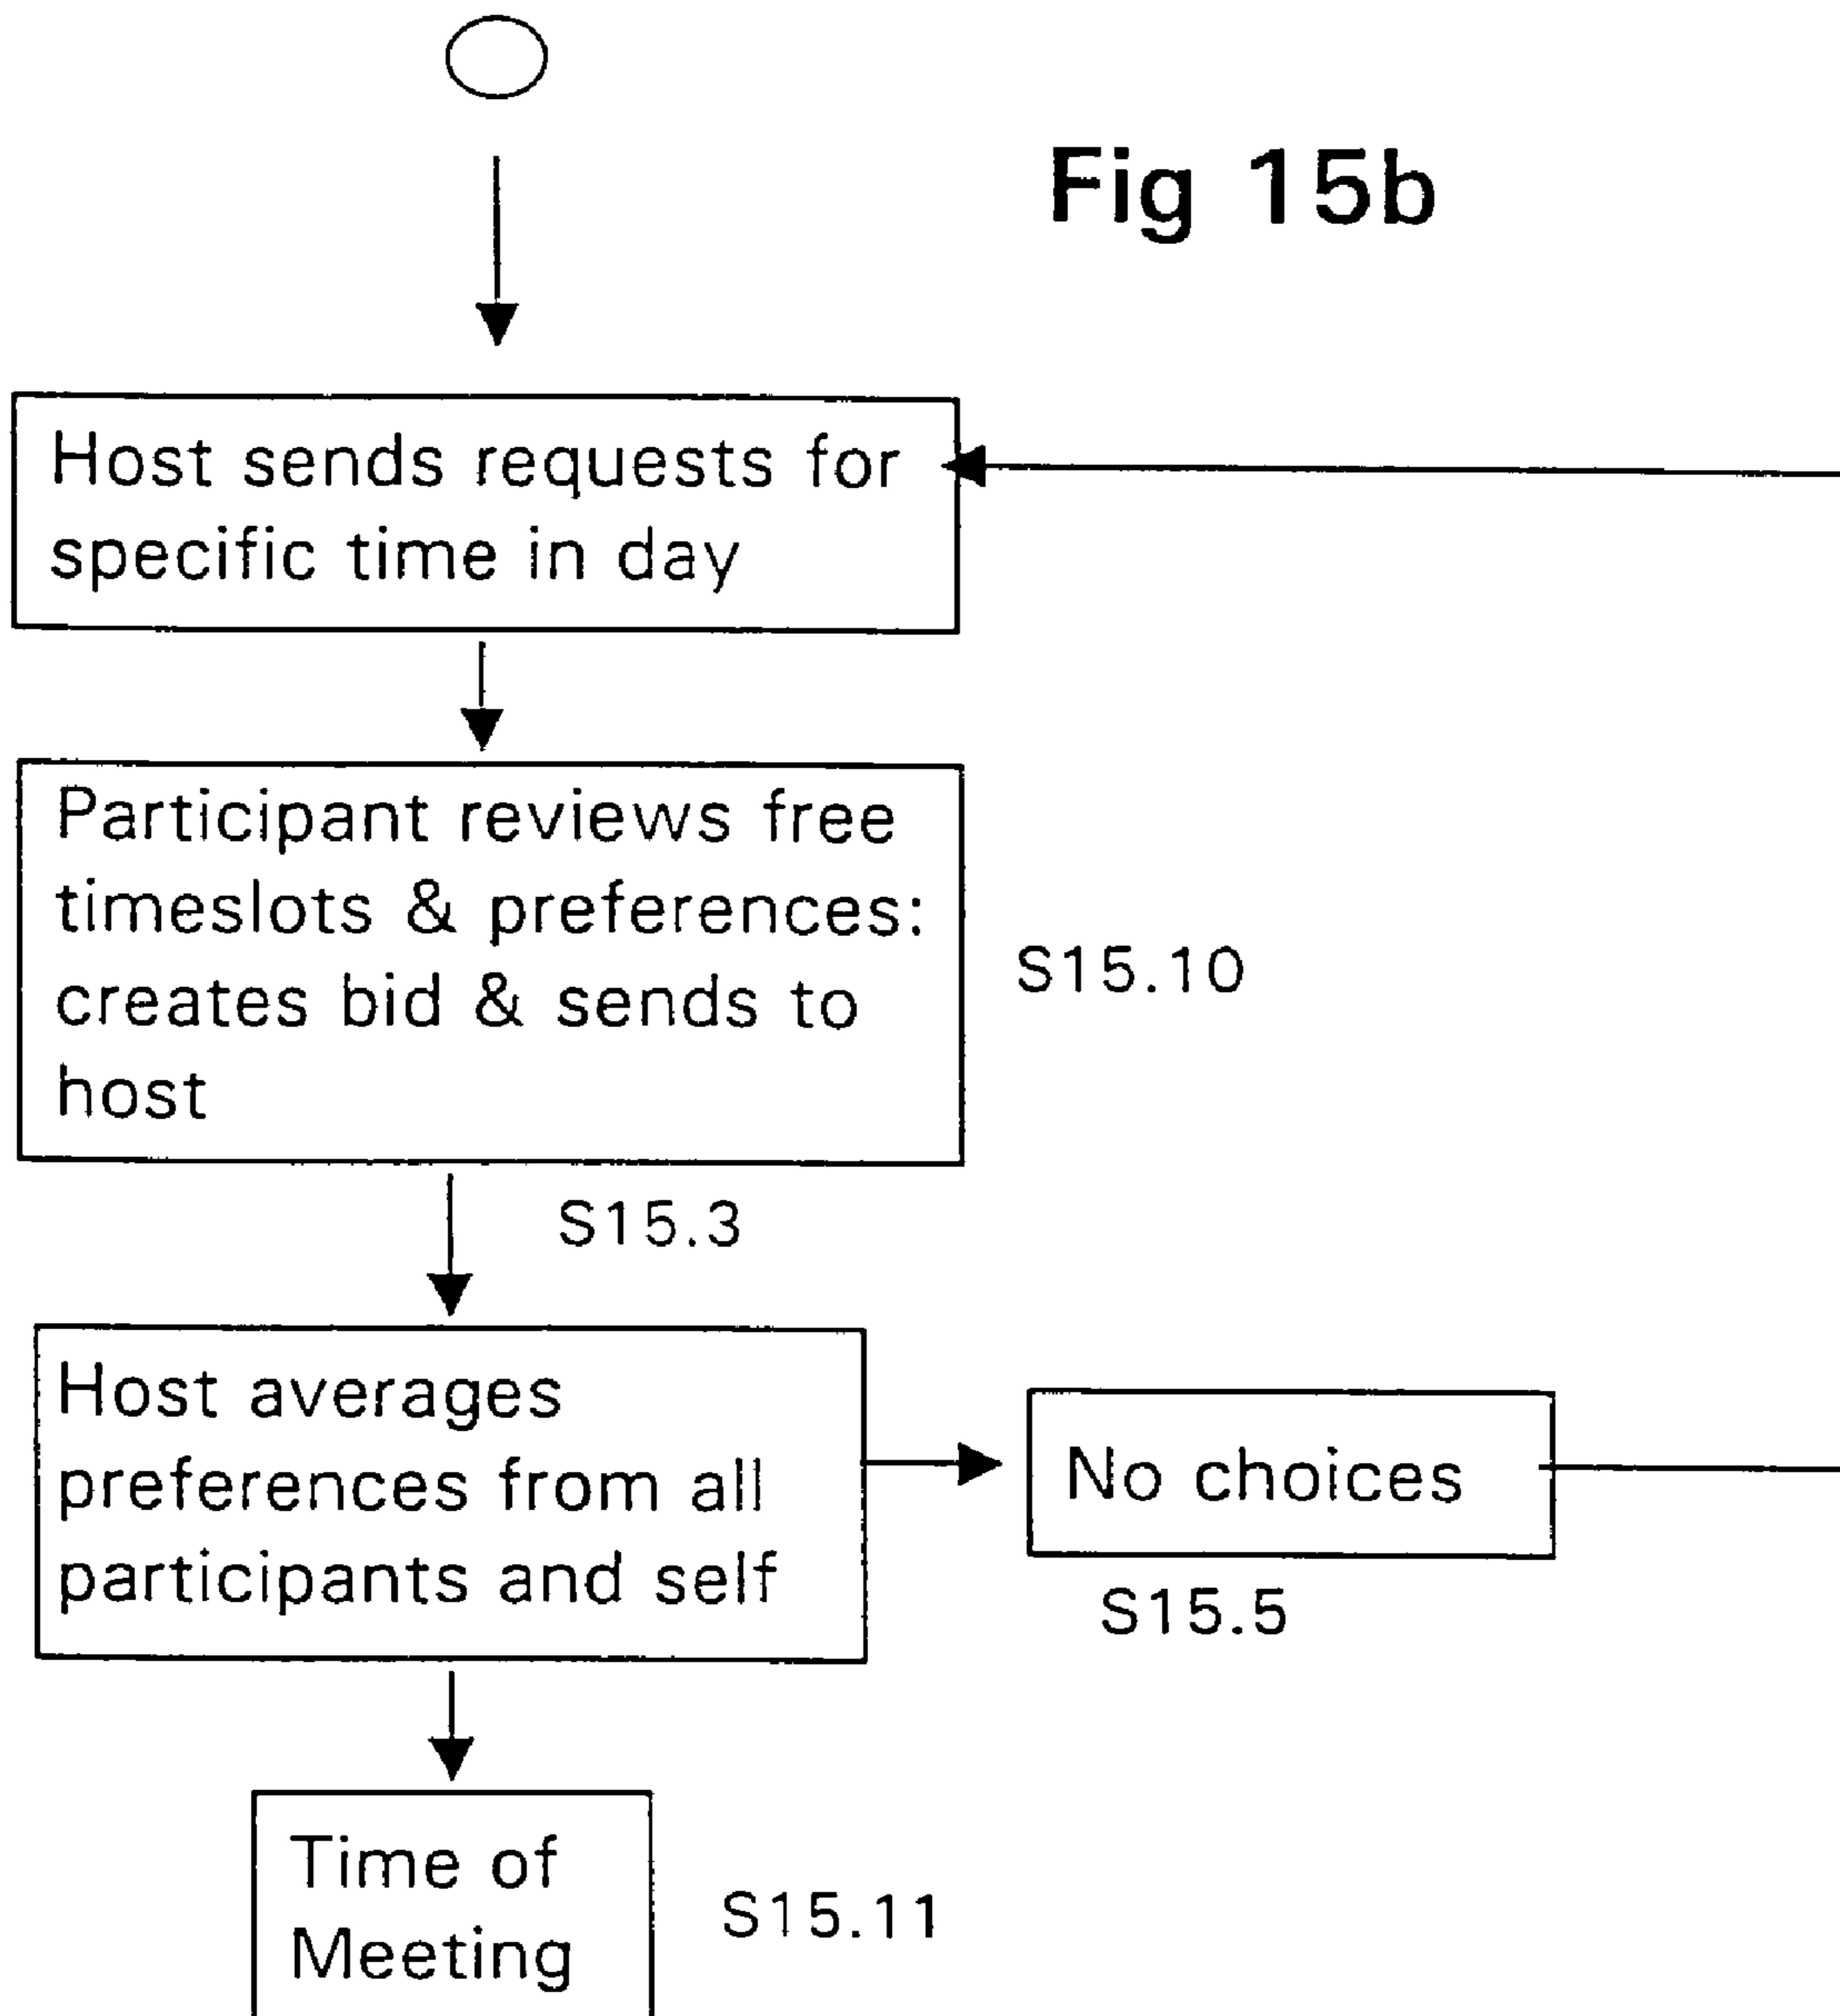 Fig 15b
Host sends requests for
specific time in day
Participant reviews free
timeslots & preferences:
creates bid & sends to
host
S15.10
S15.3
Host averages
preferences from all
participants and self
No choices
S15.5
Time of
Meeting
S15.11